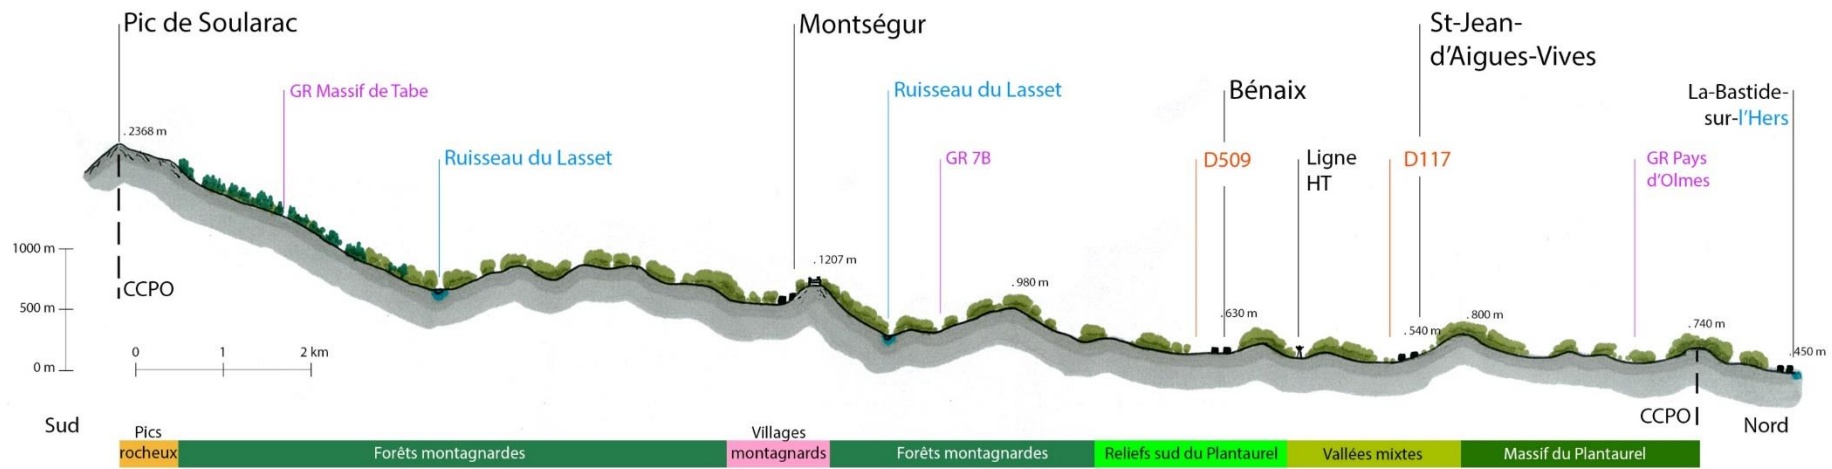 Pic de Soularac
Montségur
St-Jean-
d'Aigues-Vives
GR Massif de Tabe
Ruisseau du Lasset
Bénaix
La-Bastide-
sur-l'Hers
. 2368 m
Ruisseau du Lasset
GR 7B
D509
Ligne
HT
D117
GR Pays
d'Olmes
1000 m
500 m
0 m
CCPO
. 1207 m
. 980 m
. 630 m
. 540 m
. 800 m
. 740 m
. 450 m
0 1 2 km
CCPO
Sud
Nord
Pics
rocheux
Forêts montagnardes
Villages
montagnards
Forêts montagnardes
Reliefs sud du Plantaurel
Vallées mixtes
Massif du Plantaurel